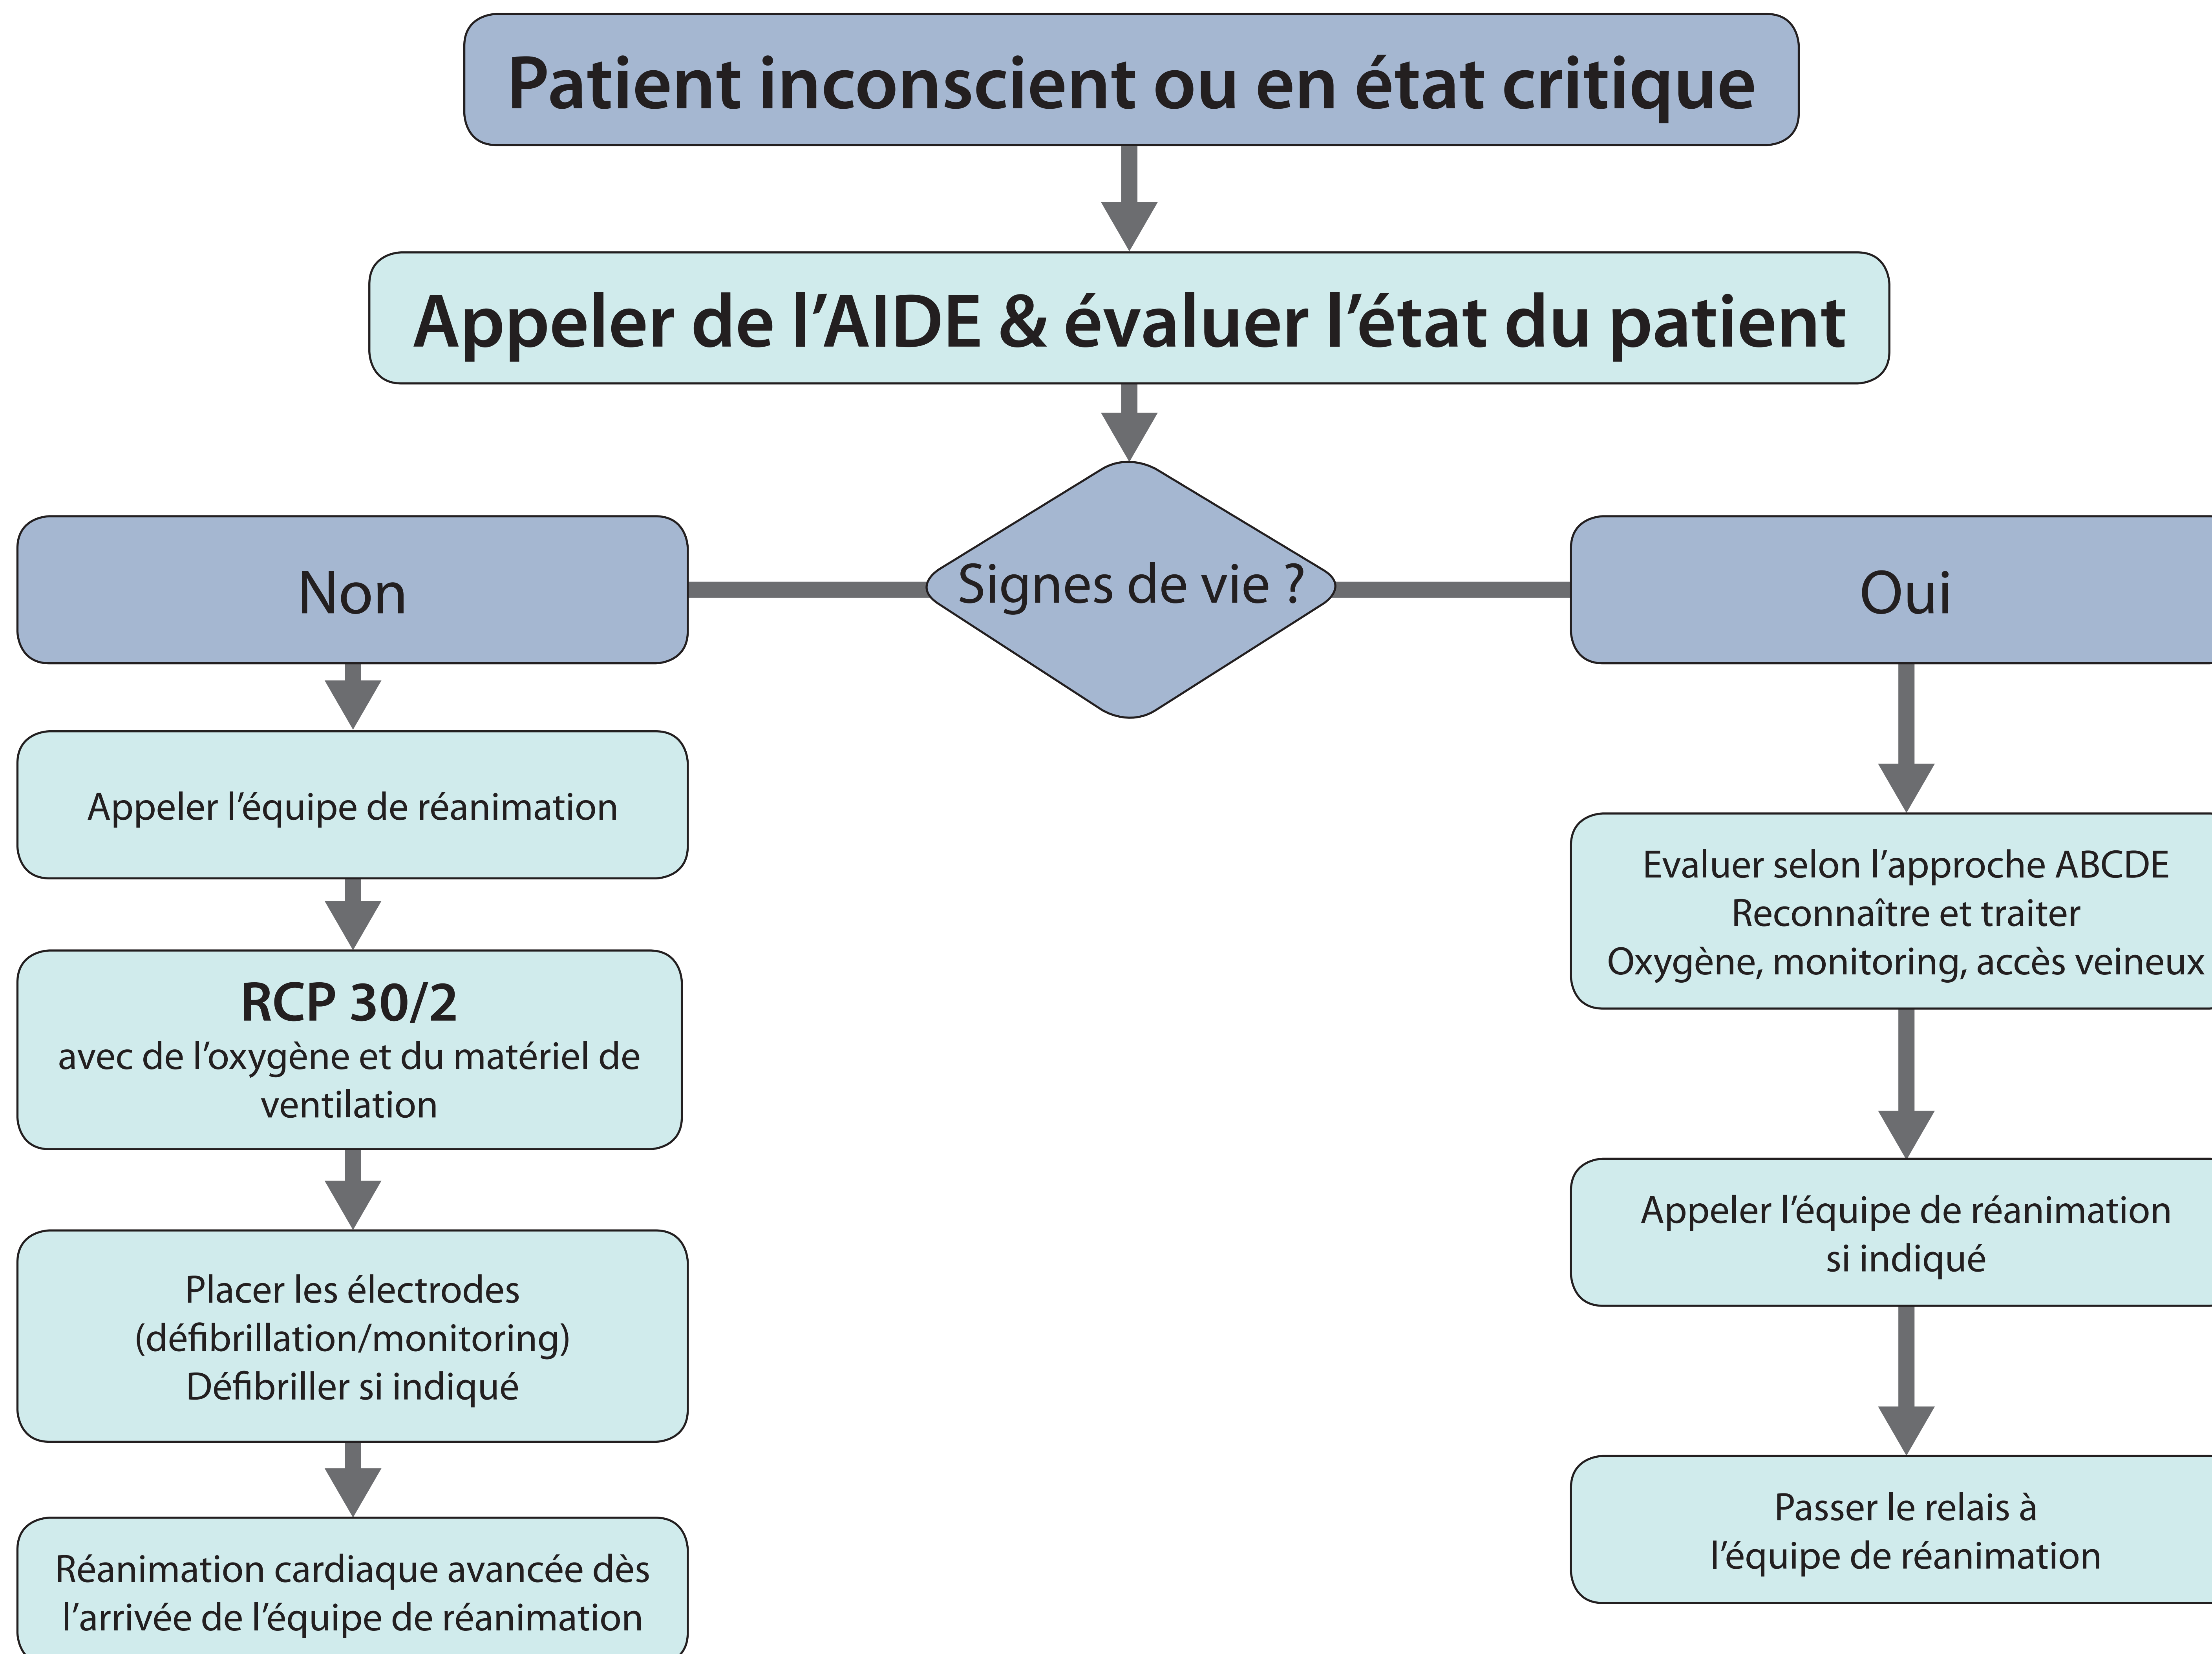 Patient inconscient ou en état critique
Appeler de l’AIDE & évaluer l’état du patient
Signes de vie ?
Non
Appeler l’équipe de réanimation
RCP 30/2
avec de l’oxygène et du matériel de
ventilation
Placer les électrodes
(défibrillation/monitoring)
Défibriller si indiqué
Réanimation cardiaque avancée dès
l’arrivée de l’équipe de réanimation
Oui
Evaluer selon l’approche ABCDE
Reconnaître et traiter
Oxygène, monitoring, accès veineux
Appeler l’équipe de réanimation
si indiqué
Passer le relais à
l’équipe de réanimation